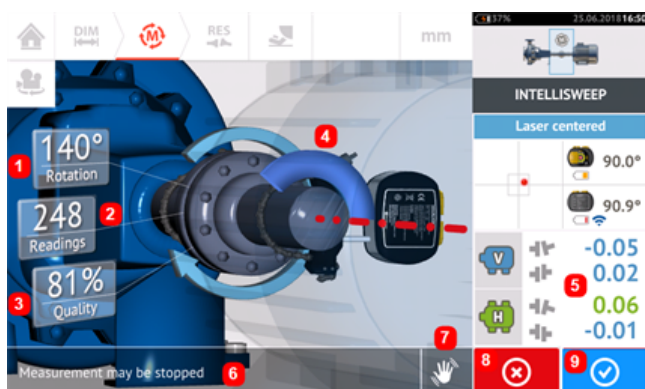 DIM
M
RES
mm
37%
25.06.2018 16:50
INTELLISWEEP
Laser centered
90.0°
90.9°
1
140°
Rotation
2
248
Readings
3
81%
Quality
4
V
-0.05
0.02
5
H
0.06
-0.01
Measurement may be stopped
6
7
8
9